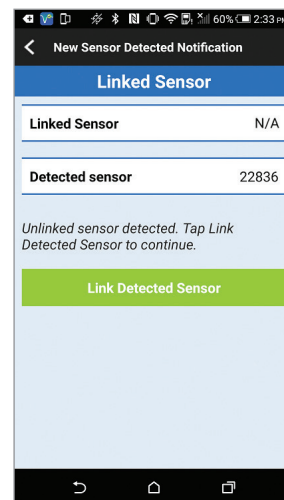 60% 2:33 PM
New Sensor Detected Notification
Linked Sensor
Linked Sensor N/A
Detected sensor 22836
Unlinked sensor detected. Tap Link
Detected Sensor to continue.
Link Detected Sensor